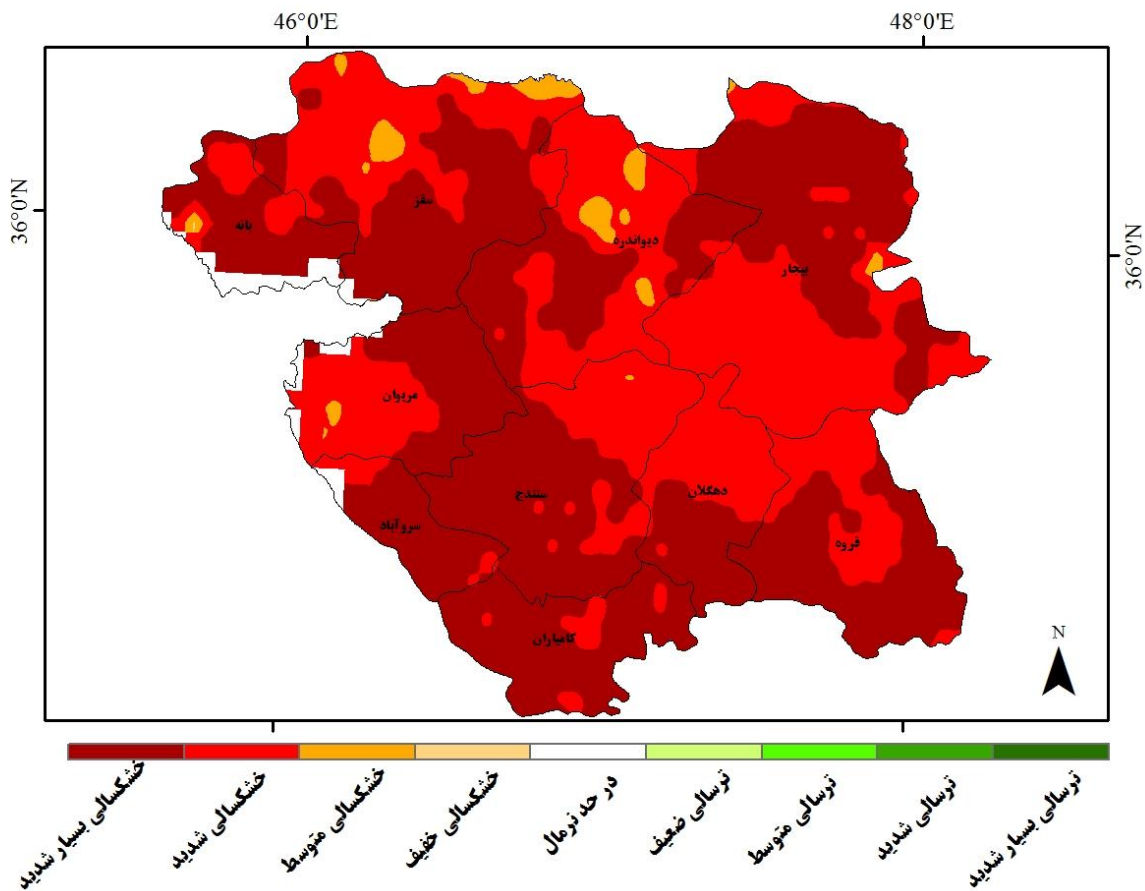 46°0'E
48°0'E
36°0'N
36°0'N
سقز
بانه
دیواندره
بیجار
مریوان
سنندج
دهگلان
سروآباد
قروه
کامیاران
N
خشکسالی بسیار شدید
خشکسالی شدید
خشکسالی متوسط
خشکسالی خفیف
در حد نرمال
ترسالی ضعیف
ترسالی متوسط
ترسالی شدید
ترسالی بسیار شدید